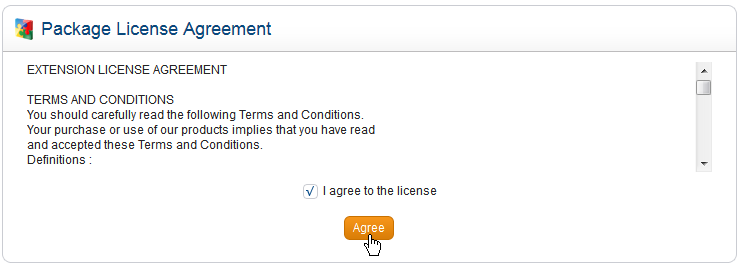 Package License Agreement
EXTENSION LICENSE AGREEMENT
TERMS AND CONDITIONS
You should carefully read the following Terms and Conditions.
Your purchase or use of our products implies that you have read
and accepted these Terms and Conditions.
Definitions :
I agree to the license
Agree